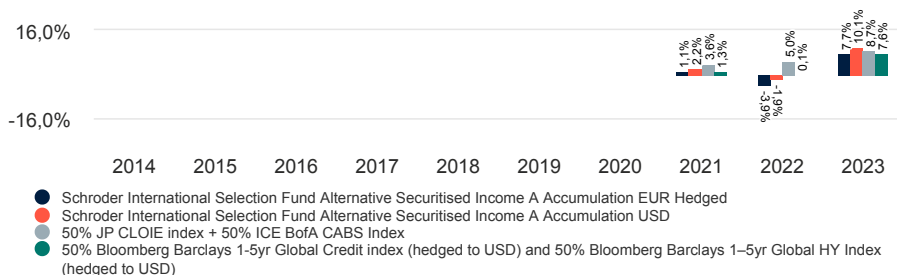 16,0%
-16,0%
1,1%
2,2%
3,6%
1,3%
-3,9%
-1,9%
5,0%
0,1%
7,7%
10,1%
8,7%
7,6%
2014 2015 2016 2017 2018 2019 2020 2021 2022 2023
Schroder International Selection Fund Alternative Securitised Income A Accumulation EUR Hedged
Schroder International Selection Fund Alternative Securitised Income A Accumulation USD
50% JP CLOIE index + 50% ICE BofA CABS Index
50% Bloomberg Barclays 1-5yr Global Credit index (hedged to USD) and 50% Bloomberg Barclays 1–5yr Global HY Index
(hedged to USD)